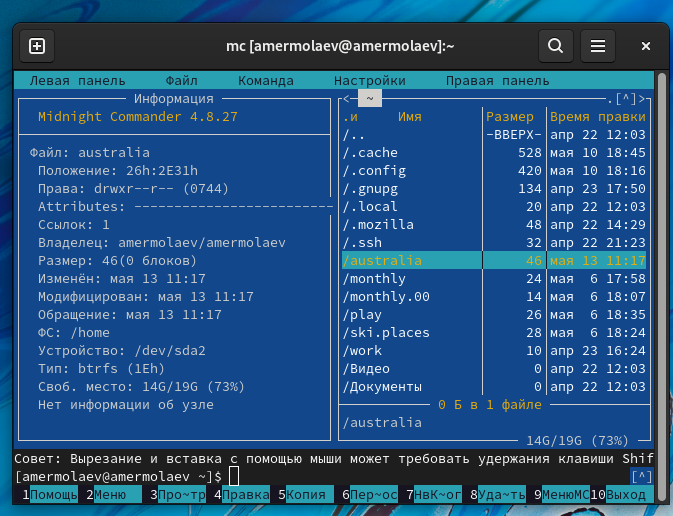 mc [amermolaev@amermolaev]:~
Левая панель Файл Команда Настройки Правая панель
Информация
Midnight Commander 4.8.27
Файл: australia
Положение: 26h:2E31h
Права: drwxr--r-- (0744)
Attributes: -------------------------
Ссылок: 1
Владелец: amermolaev/amermolaev
Размер: 46(0 блоков)
Изменён: мая 13 11:17
Модифицирован: мая 13 11:17
Обращение: мая 13 11:17
ФС: /home
Устройство: /dev/sda2
Тип: btrfs (1Eh)
Своб. место: 14G/19G (73%)
Нет информации об узле
<─ ~ .[^]>
.и Имя Размер Время правки
/.. -ВВЕРХ- апр 22 12:03
/.cache 528 мая 10 18:45
/.config 420 мая 10 18:16
/.gnupg 134 апр 23 17:50
/.local 20 апр 22 12:03
/.mozilla 48 апр 22 14:29
/.ssh 32 апр 22 21:23
/australia 46 мая 13 11:17
/monthly 24 мая 6 17:58
/monthly.00 14 мая 6 18:07
/play 26 мая 6 18:35
/ski.places 28 мая 6 18:24
/work 10 апр 23 16:24
/Видео 0 апр 22 12:03
/Документы 0 апр 22 12:03
0 Б в 1 файле
/australia
14G/19G (73%)
Совет: Вырезание и вставка с помощью мыши может требовать удержания клавиши Shif
[amermolaev@amermolaev ~]$ [^]
1Помощь 2Меню 3Про~тр 4Правка 5Копия 6Пер~ос 7НвК~ог 8Уда~ть 9МенюМС 10Выход